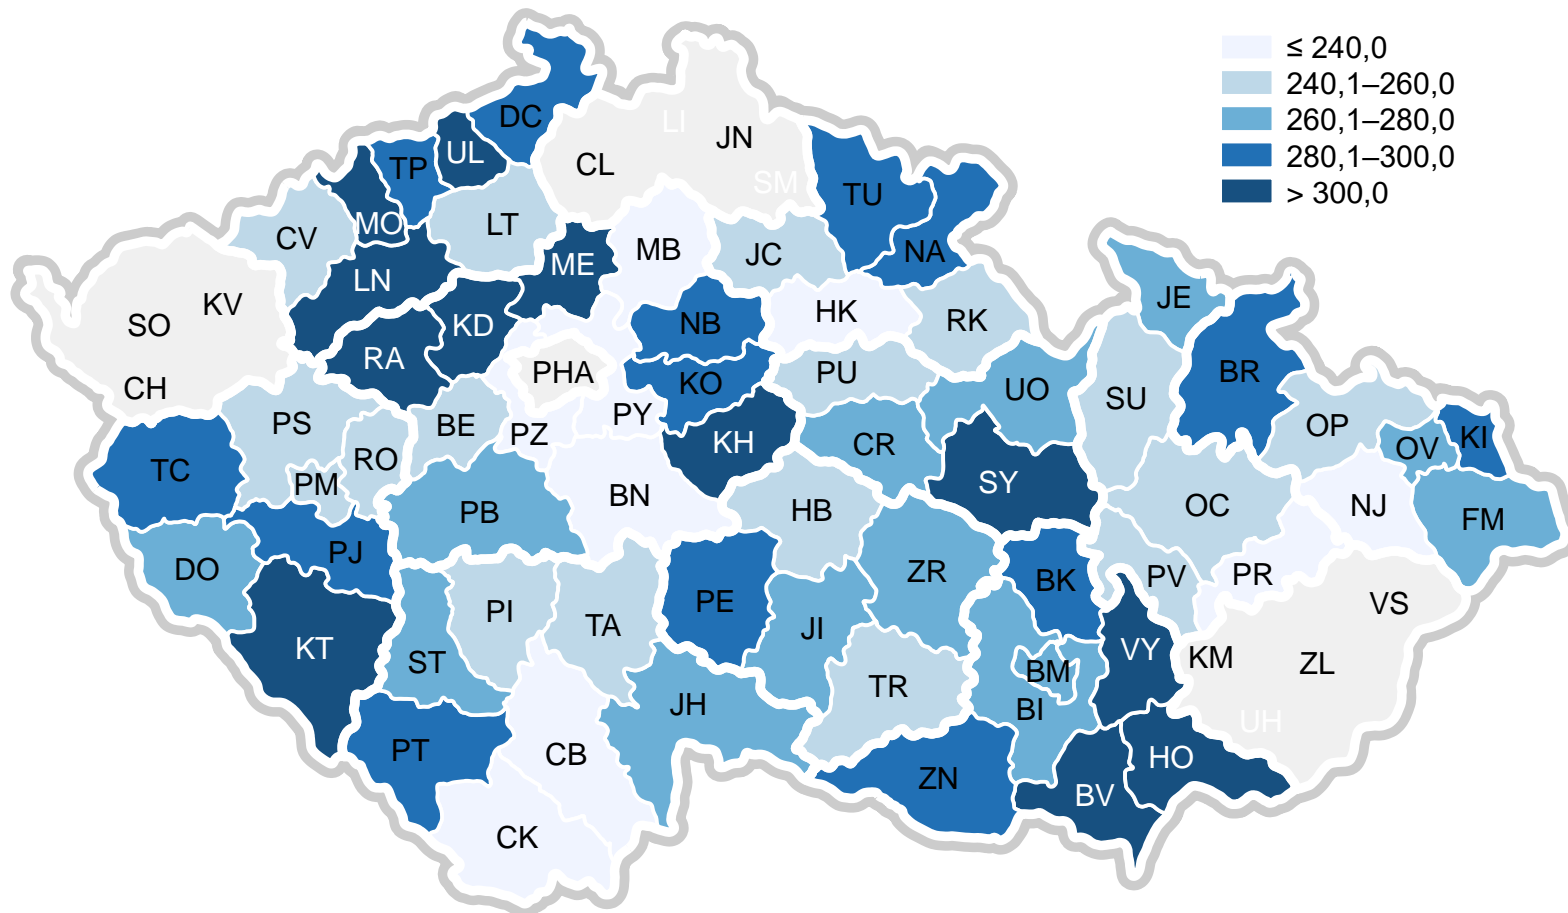 ≤ 240,0
240,1–260,0
260,1–280,0
280,1–300,0
> 300,0
DC
LI
JN
UL
TP
CL
SM
TU
MO
LT
CV
MB
JC
NA
ME
LN
JE
KV
SO
KD
NB
HK
RK
RA
PHA
CH
KO
PU
UO
SU
BR
PS
BE
PZ
PY
KH
CR
OP
OV
KI
TC
RO
PM
BN
SY
PB
HB
OC
NJ
FM
DO
PJ
ZR
BK
PV
PR
PI
PE
VS
KT
TA
JI
ST
VY
KM
ZL
BM
TR
JH
BI
UH
PT
CB
HO
ZN
BV
CK